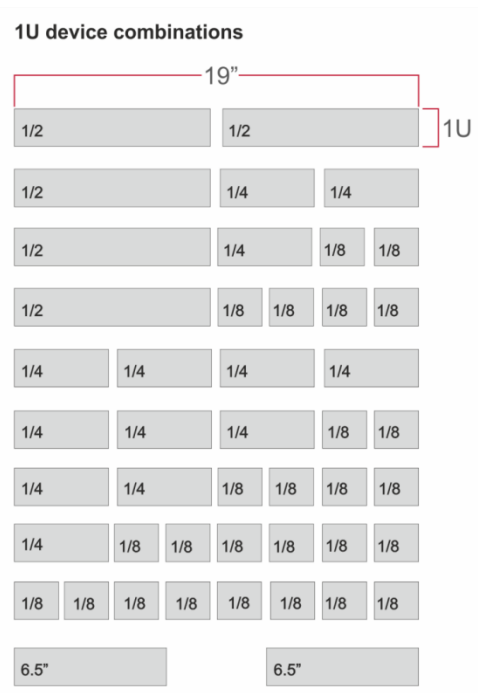 1U device combinations
19”
1/2 1/2 1U
1/2 1/4 1/4
1/2 1/4 1/8 1/8
1/2 1/8 1/8 1/8 1/8
1/4 1/4 1/4 1/4
1/4 1/4 1/4 1/8 1/8
1/4 1/4 1/8 1/8 1/8 1/8
1/4 1/8 1/8 1/8 1/8 1/8 1/8
1/8 1/8 1/8 1/8 1/8 1/8 1/8 1/8
6.5” 6.5”